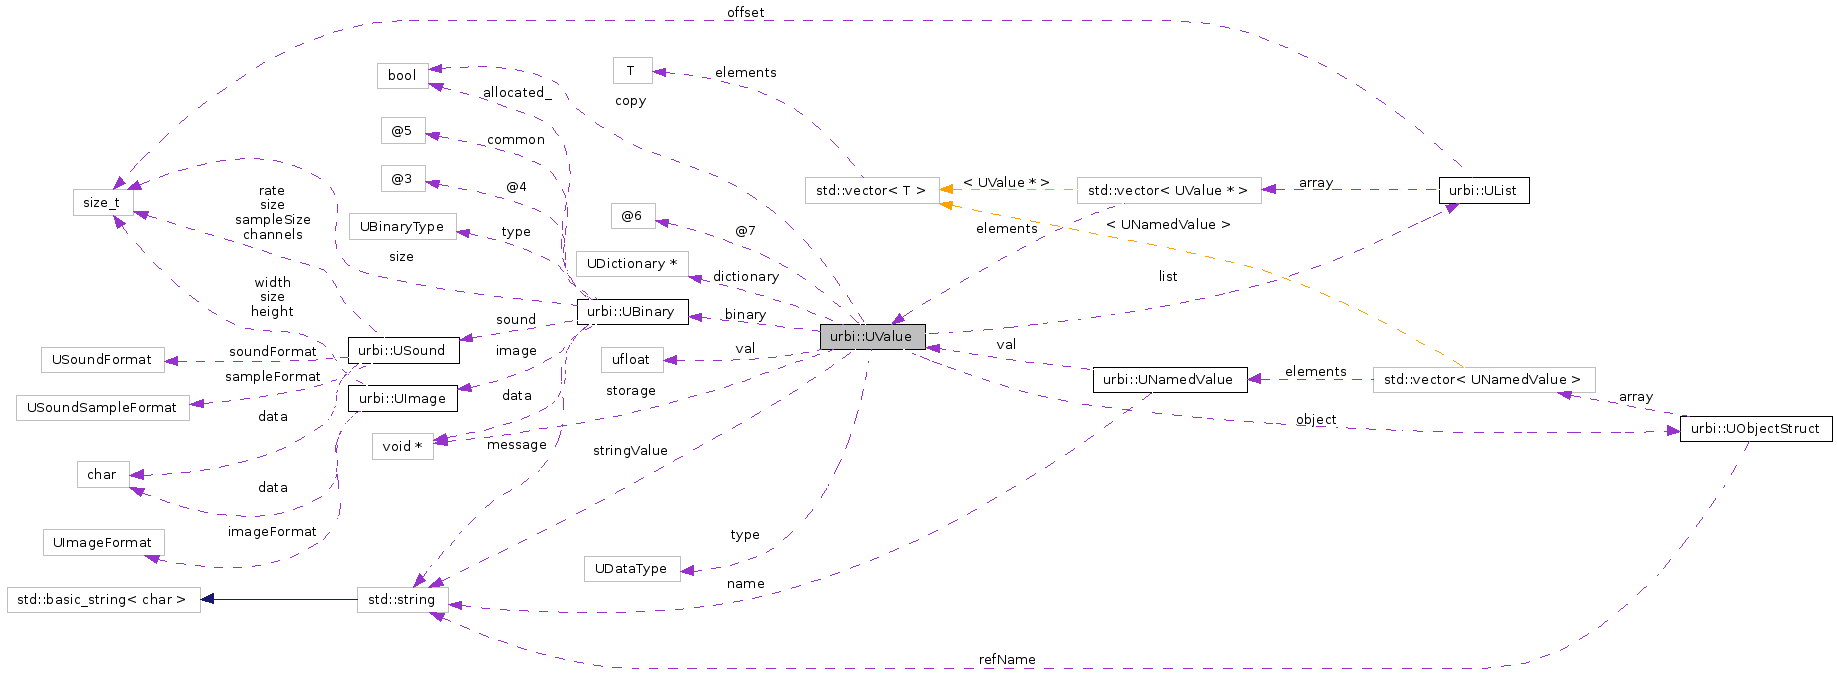 offset
bool
T
elements
allocated_
copy
@5
common
@3
@4
size_t
rate
size
sampleSize
channels
UBinaryType
type
size
@6
@7
std::vector< T >
< UValue * >
std::vector< UValue * >
array
urbi::UList
elements
< UNamedValue >
UDictionary *
dictionary
list
width
size
height
urbi::UBinary
binary
sound
urbi::UValue
USoundFormat
soundFormat
urbi::USound
image
ufloat
val
val
sampleFormat
USoundSampleFormat
urbi::UImage
data
storage
urbi::UNamedValue
elements
std::vector< UNamedValue >
array
data
void *
message
stringValue
object
urbi::UObjectStruct
char
data
imageFormat
UImageFormat
type
UDataType
name
std::basic_string< char >
std::string
refName